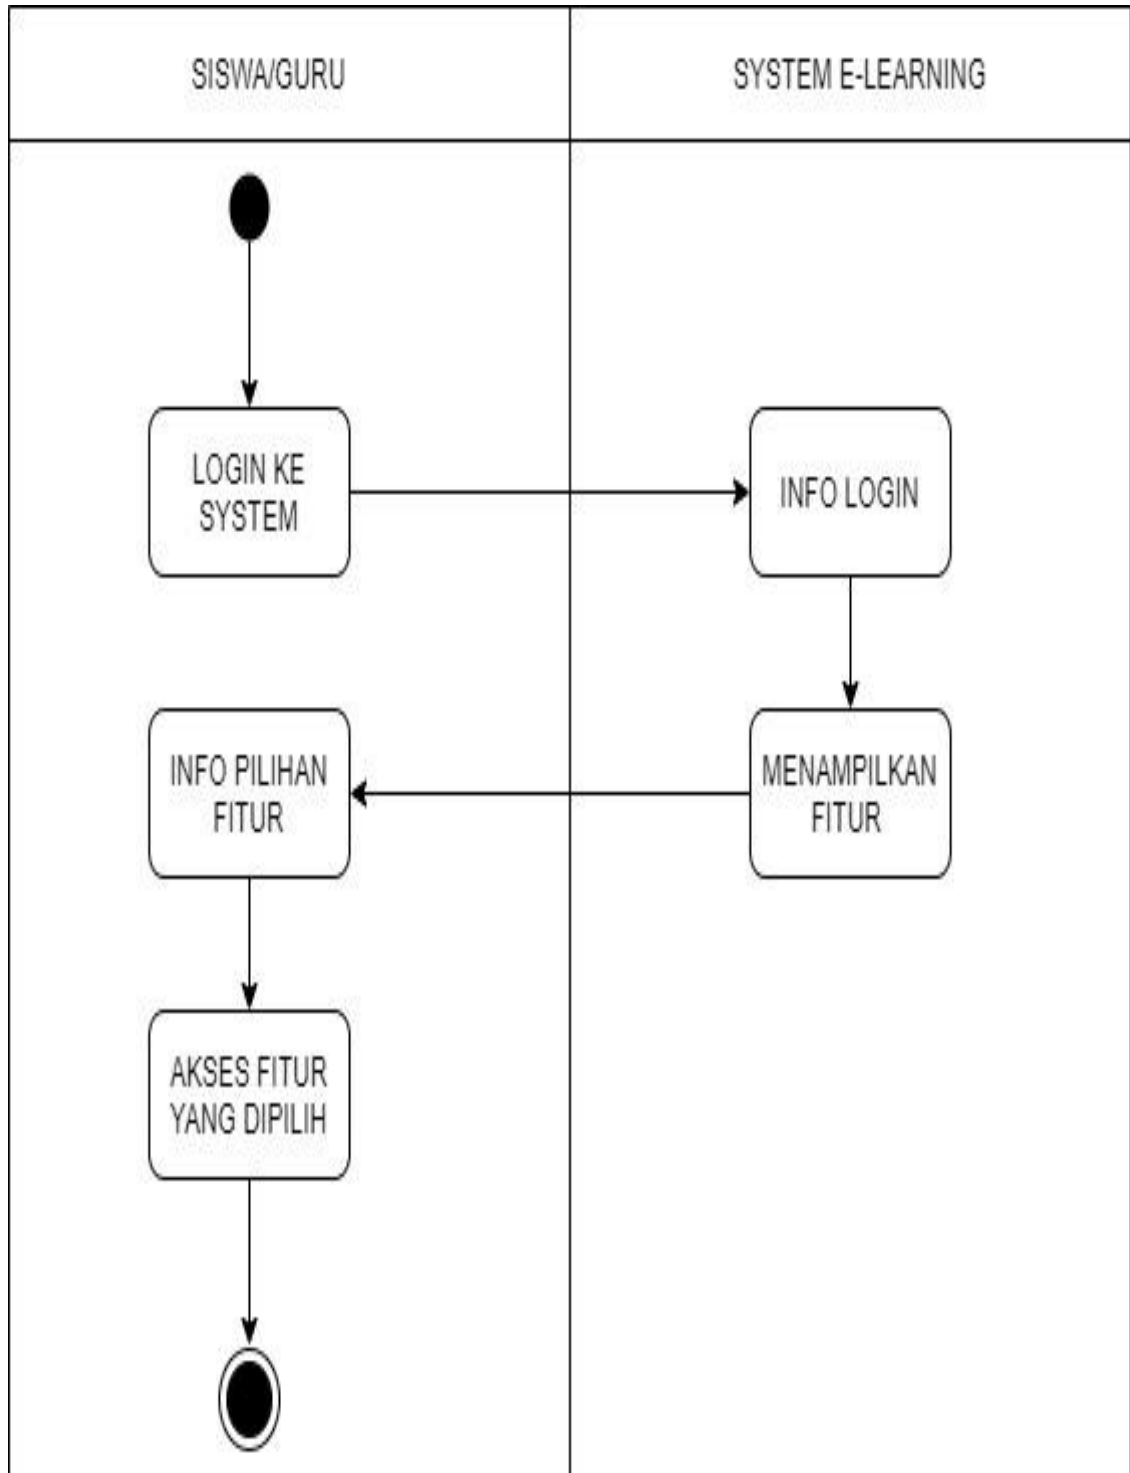 SISWA/GURU
SYSTEM E-LEARNING
LOGIN KE
SYSTEM
INFO LOGIN
INFO PILIHAN
FITUR
MENAMPILKAN
FITUR
AKSES FITUR
YANG DIPILIH